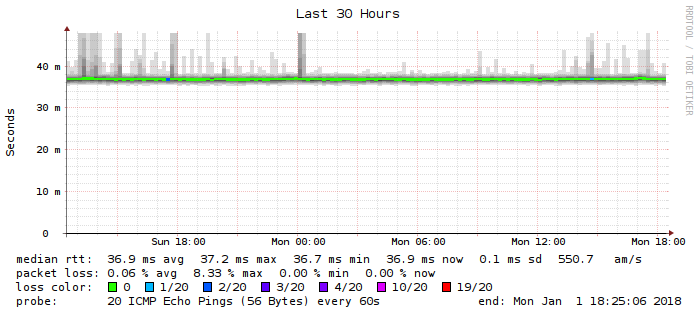 Last 30 Hours
RRDTOOL / TOBI OETIKER
Seconds
40 m
30 m
20 m
10 m
0
Sun 18:00 Mon 00:00 Mon 06:00 Mon 12:00 Mon 18:00
median rtt: 36.9 ms avg 37.2 ms max 36.7 ms min 36.9 ms now 0.1 ms sd 550.7 am/s
packet loss: 0.06 % avg 8.33 % max 0.00 % min 0.00 % now
loss color: 0 1/20 2/20 3/20 4/20 10/20 19/20
probe: 20 ICMP Echo Pings (56 Bytes) every 60s end: Mon Jan 1 18:25:06 2018